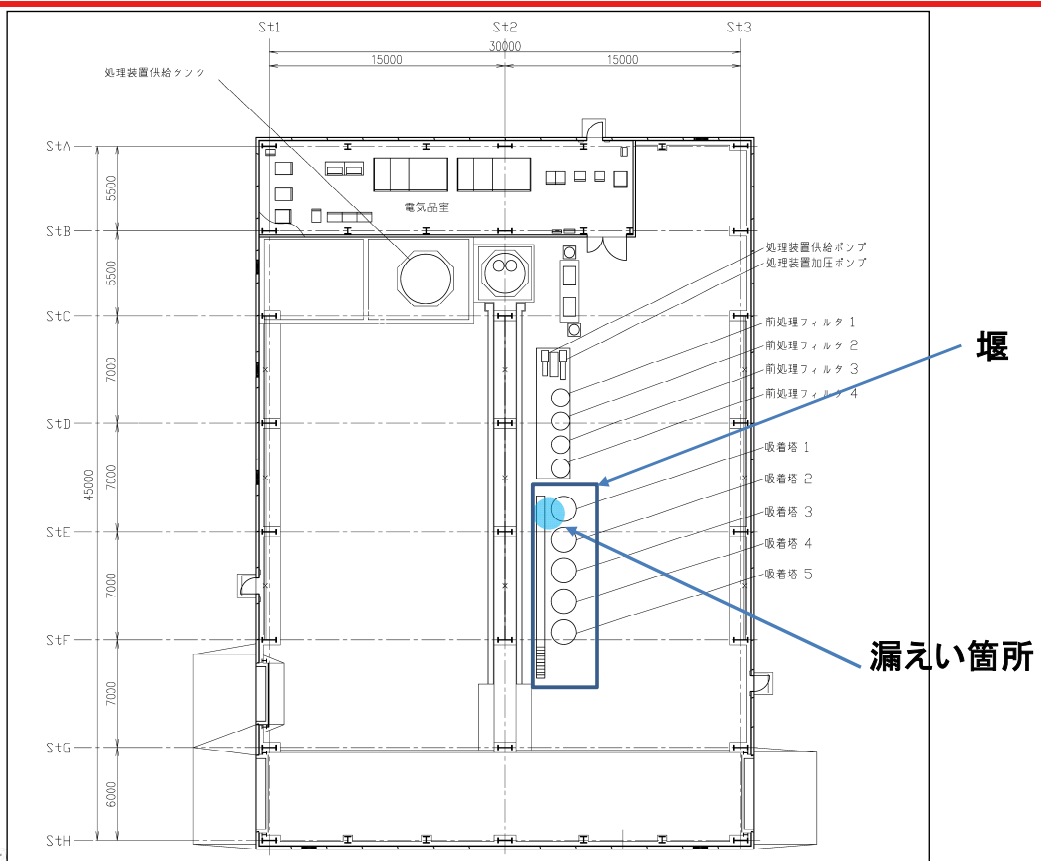 St1
St2
St3
30000
15000
15000
処理装置供給タンク
StA
5500
電気品室
StB
5500
処理装置供給ポンプ
処理装置加圧ポンプ
StC
前処理フィルタ 1
前処理フィルタ 2
前処理フィルタ 3
前処理フィルタ 4
堰
7000
StD
吸着塔 1
吸着塔 2
吸着塔 3
吸着塔 4
吸着塔 5
45000
7000
StE
7000
StF
漏えい箇所
7000
StG
6000
StH